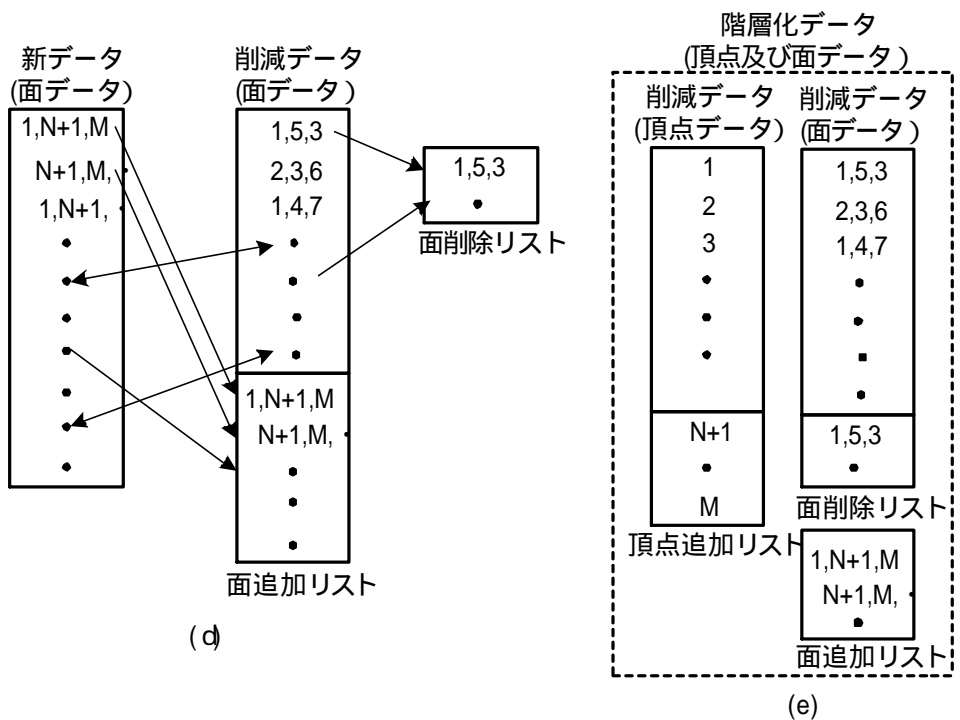 新データ
(面データ)
1,N+1,M
N+1,M,
1,N+1,
削減データ
(面データ)
1,5,3
2,3,6
1,4,7
1,N+1,M
N+1,M,
面追加リスト
1,5,3
面削除リスト
(d)
階層化データ
(頂点及び面データ)
削減データ
(頂点データ)
1
2
3
N+1
M
頂点追加リスト
削減データ
(面データ)
1,5,3
2,3,6
1,4,7
1,5,3
面削除リスト
1,N+1,M
N+1,M,
面追加リスト
(e)